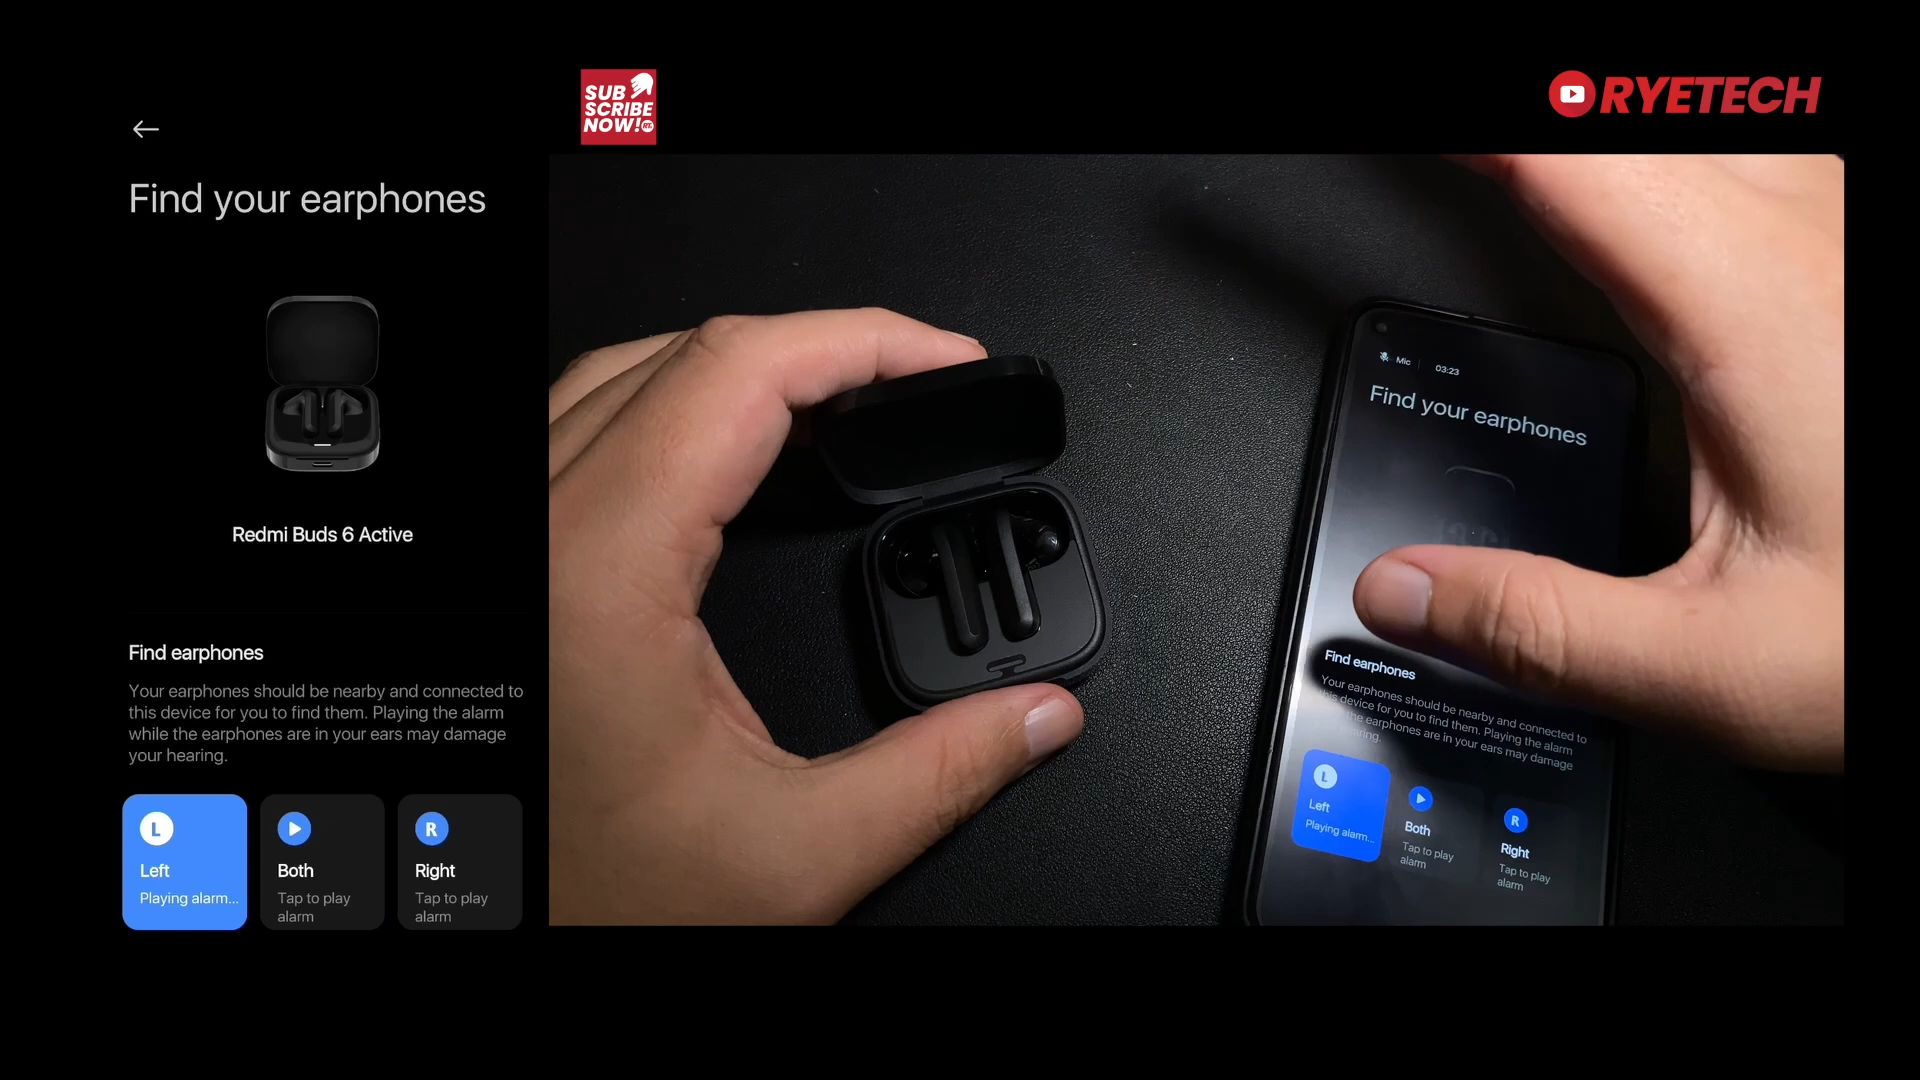 SUB
SCRIBE
NOW!
RYETECH
Find your earphones
Redmi Buds 6 Active
Find earphones
Your earphones should be nearby and connected to
this device for you to find them. Playing the alarm
while the earphones are in your ears may damage
your hearing.
L
Left
Playing alarm...
Both
Tap to play
alarm
R
Right
Tap to play
alarm
Mic
03:23
Find your earphones
Find earphones
Your earphones should be nearby and connected to
this device for you to find them. Playing the alarm
the earphones are in your ears may damage
L
Left
Playing alarm...
Both
Tap to play
alarm
R
Right
Tap to play
alarm